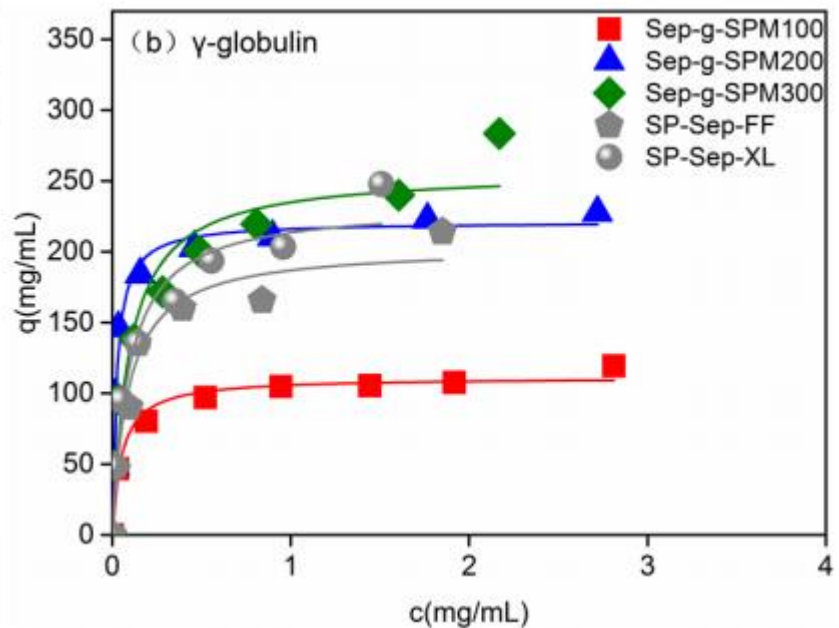 （b）γ-globulin
Sep-g-SPM100
Sep-g-SPM200
Sep-g-SPM300
SP-Sep-FF
SP-Sep-XL
350
300
250
200
150
100
50
0
q(mg/mL)
0 1 2 3 4
c(mg/mL)